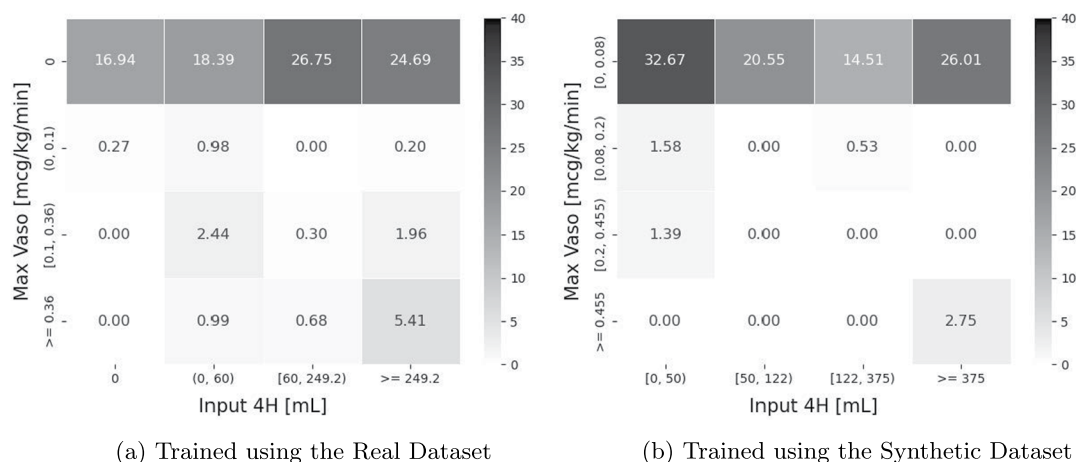 Max Vaso [mcg/kg/min]
0
16.94 18.39 26.75 24.69
(0, 0.1)
0.27 0.98 0.00 0.20
[0.1, 0.36)
0.00 2.44 0.30 1.96
>= 0.36
0.00 0.99 0.68 5.41
0 (0, 60) [60, 249.2) >= 249.2
Input 4H [mL]
40
35
30
25
20
15
10
5
0
(a) Trained using the Real Dataset
Max Vaso [mcg/kg/min]
[0, 0.08)
32.67 20.55 14.51 26.01
[0.08, 0.2)
1.58 0.00 0.53 0.00
[0.2, 0.455)
1.39 0.00 0.00 0.00
>= 0.455
0.00 0.00 0.00 2.75
[0, 50) [50, 122) [122, 375) >= 375
Input 4H [mL]
40
35
30
25
20
15
10
5
0
(b) Trained using the Synthetic Dataset